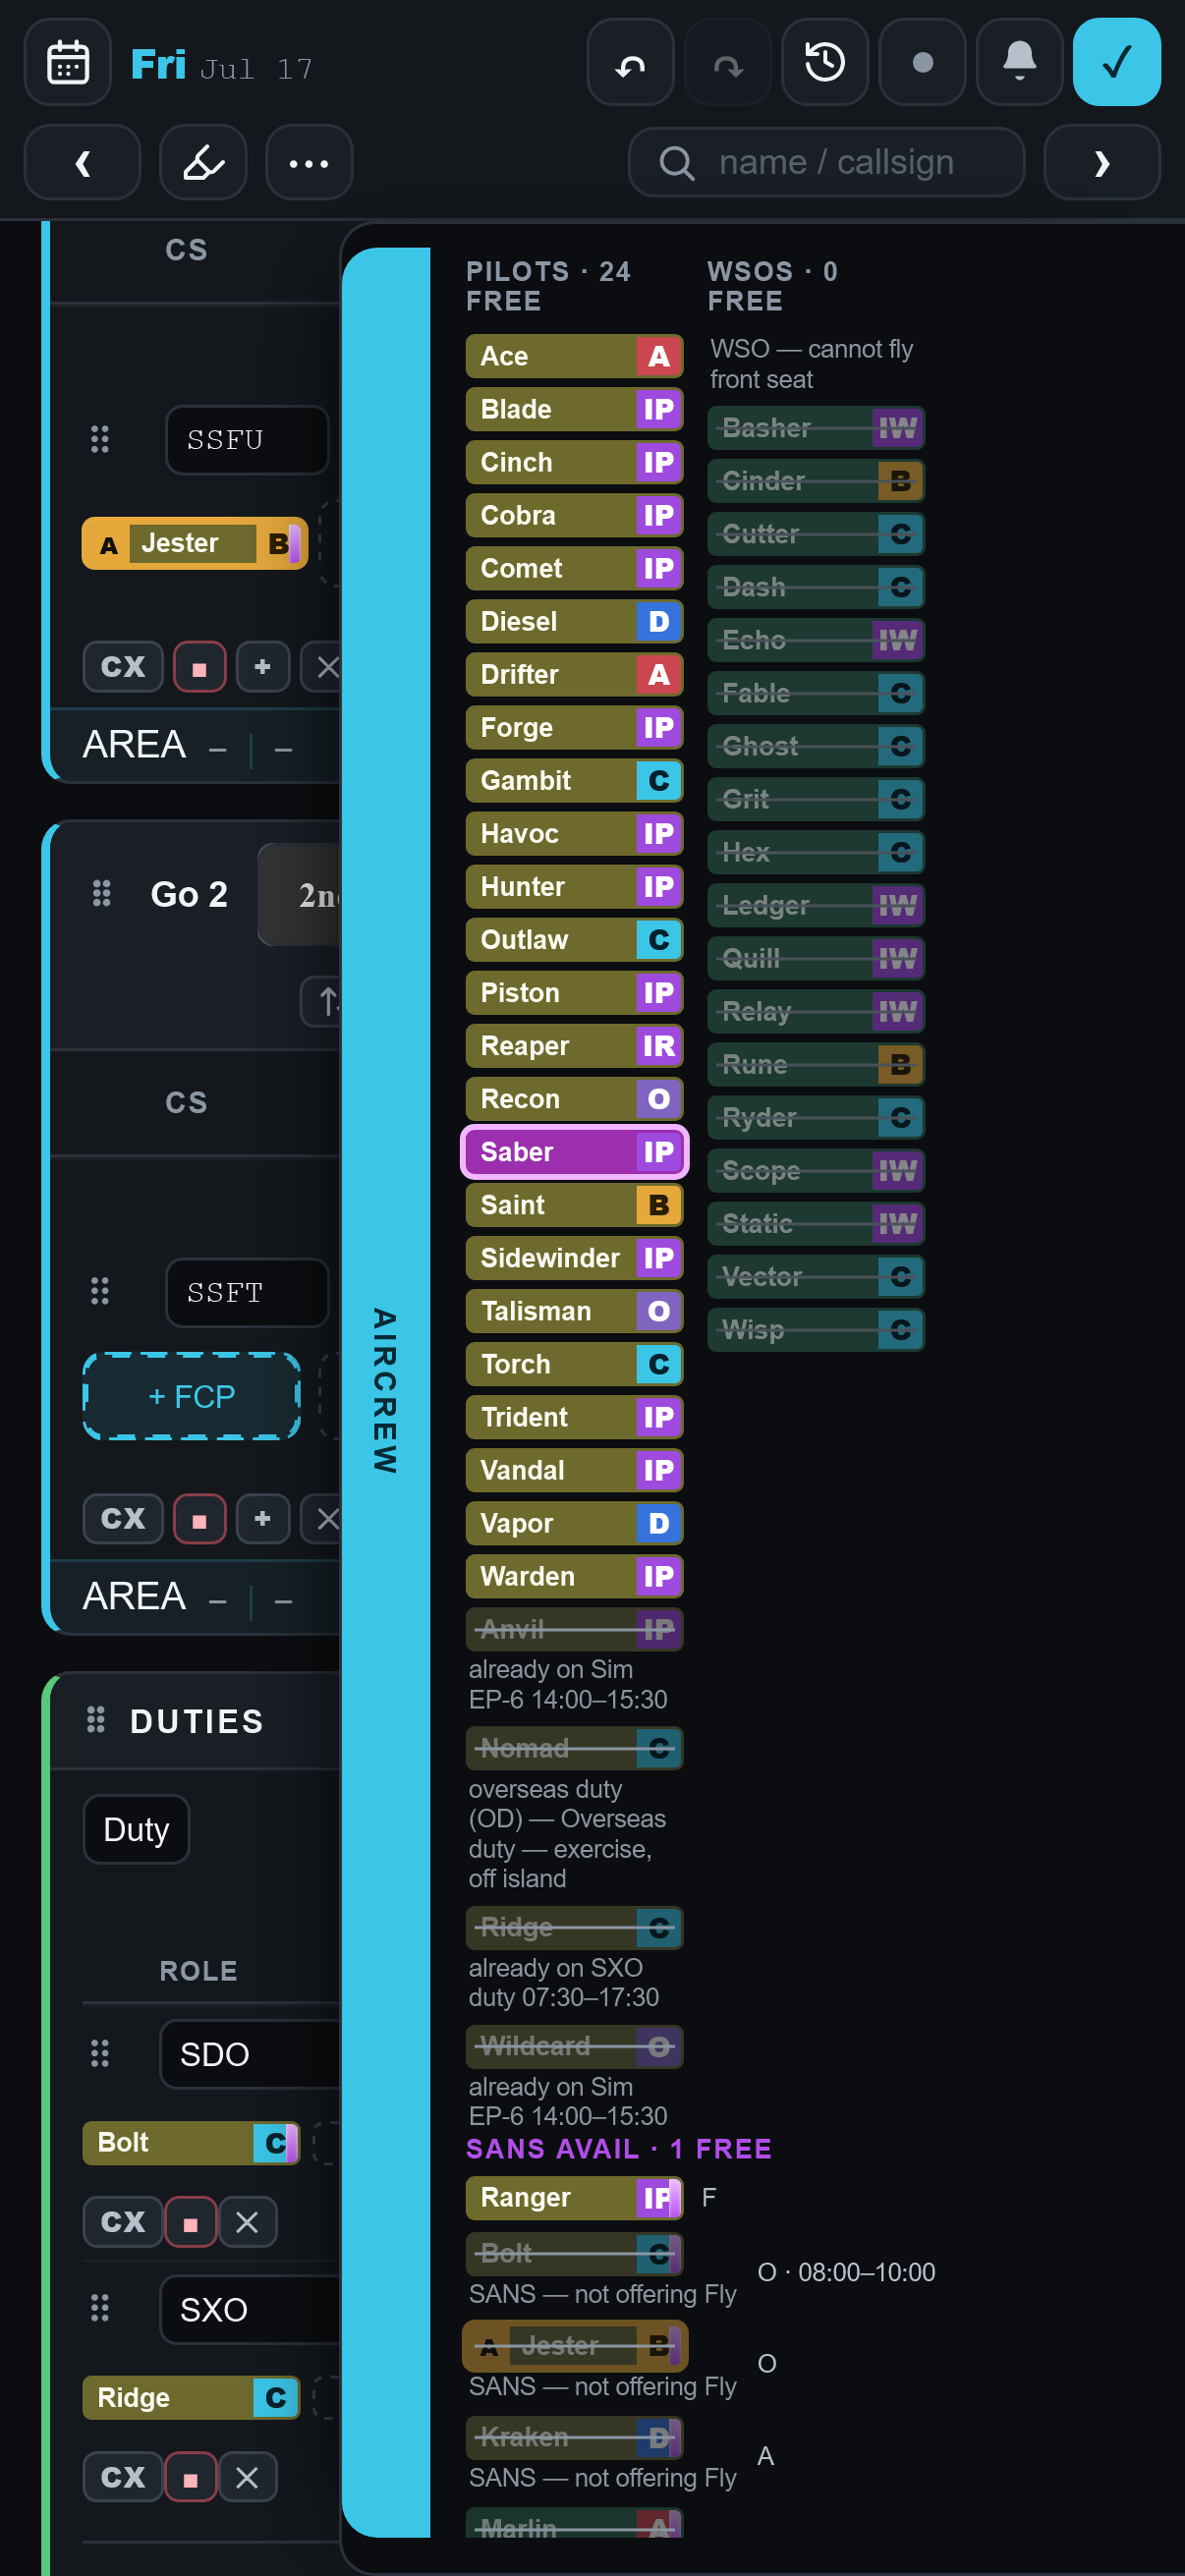 Fri Jul 17
name / callsign
CS
SSFU
A Jester B
CX +
AREA – | –
Go 2
CS
SSFT
+ FCP
CX +
AREA – | –
DUTIES
Duty
ROLE
SDO
Bolt C
CX
SXO
Ridge C
CX
AIRCREW
PILOTS · 24
FREE
Ace A
Blade IP
Cinch IP
Cobra IP
Comet IP
Diesel D
Drifter A
Forge IP
Gambit C
Havoc IP
Hunter IP
Outlaw C
Piston IP
Reaper IR
Recon O
Saber IP
Saint B
Sidewinder IP
Talisman O
Torch C
Trident IP
Vandal IP
Vapor D
Warden IP
Anvil IP
already on Sim
EP-6 14:00–15:30
Nomad C
overseas duty
(OD) — Overseas
duty — exercise,
off island
Ridge C
already on SXO
duty 07:30–17:30
Wildcard O
already on Sim
EP-6 14:00–15:30
WSOS · 0
FREE
WSO — cannot fly
front seat
Basher IW
Cinder B
Cutter C
Dash C
Echo IW
Fable C
Ghost C
Grit C
Hex C
Ledger IW
Quill IW
Relay IW
Rune B
Ryder C
Scope IW
Static IW
Vector C
Wisp C
SANS AVAIL · 1 FREE
Ranger IP F
Bolt C O · 08:00–10:00
SANS — not offering Fly
A Jester B O
SANS — not offering Fly
Kraken D A
SANS — not offering Fly
Marlin A